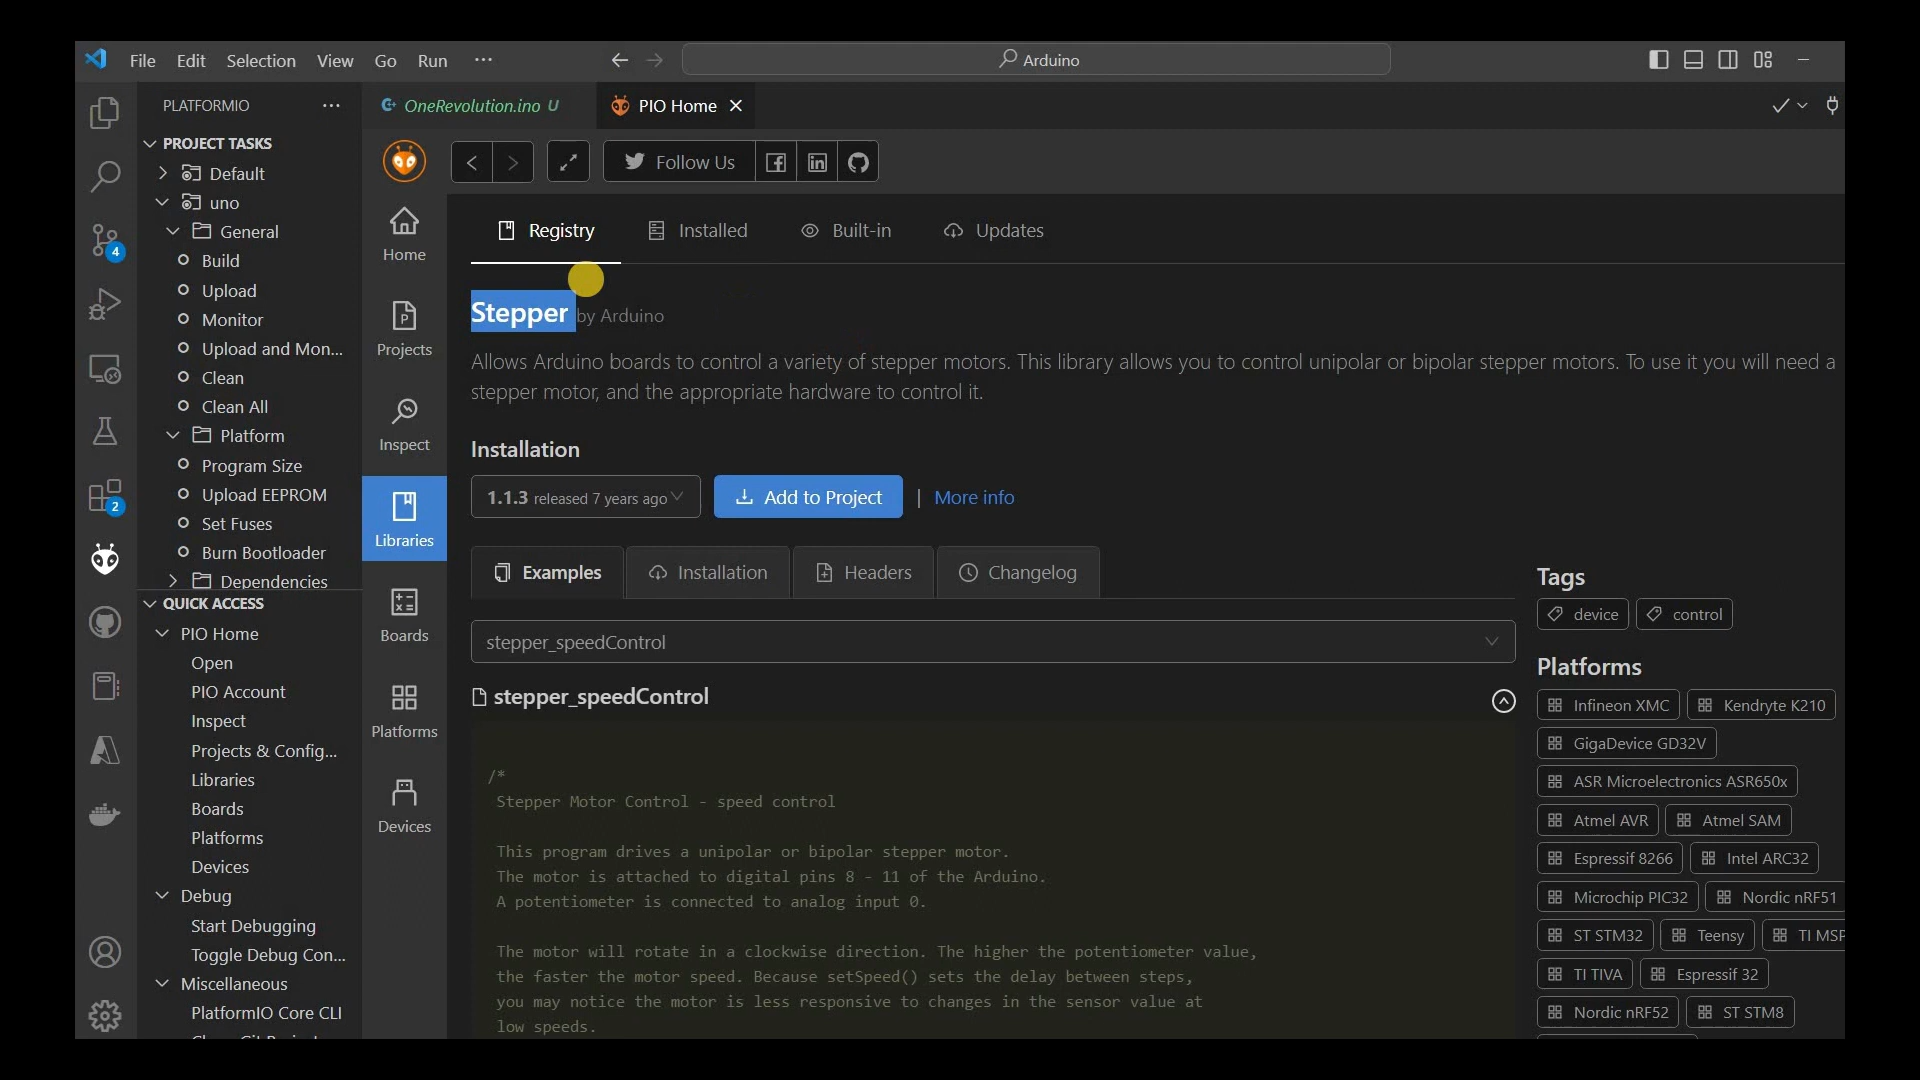 File Edit Selection View Go Run ···
Arduino
PLATFORMIO ···
OneRevolution.ino U
PIO Home
PROJECT TASKS
Default
uno
General
Build
Upload
Monitor
Upload and Mon...
Clean
Clean All
Platform
Program Size
Upload EEPROM
Set Fuses
Burn Bootloader
Dependencies
QUICK ACCESS
PIO Home
Open
PIO Account
Inspect
Projects & Config...
Libraries
Boards
Platforms
Devices
Debug
Start Debugging
Toggle Debug Con...
Miscellaneous
PlatformIO Core CLI
4
2
Follow Us
Home
Projects
Inspect
Libraries
Boards
Platforms
Devices
Registry Installed Built-in Updates
Stepper by Arduino
Allows Arduino boards to control a variety of stepper motors. This library allows you to control unipolar or bipolar stepper motors. To use it you will need a
stepper motor, and the appropriate hardware to control it.
Installation
1.1.3 released 7 years ago
Add to Project | More info
Examples Installation Headers Changelog
stepper_speedControl
stepper_speedControl
/*
Stepper Motor Control - speed control
This program drives a unipolar or bipolar stepper motor.
The motor is attached to digital pins 8 - 11 of the Arduino.
A potentiometer is connected to analog input 0.
The motor will rotate in a clockwise direction. The higher the potentiometer value,
the faster the motor speed. Because setSpeed() sets the delay between steps,
you may notice the motor is less responsive to changes in the sensor value at
low speeds.
Tags
device control
Platforms
Infineon XMC Kendryte K210
GigaDevice GD32V
ASR Microelectronics ASR650x
Atmel AVR Atmel SAM
Espressif 8266 Intel ARC32
Microchip PIC32 Nordic nRF51
ST STM32 Teensy TI MSP
TI TIVA Espressif 32
Nordic nRF52 ST STM8